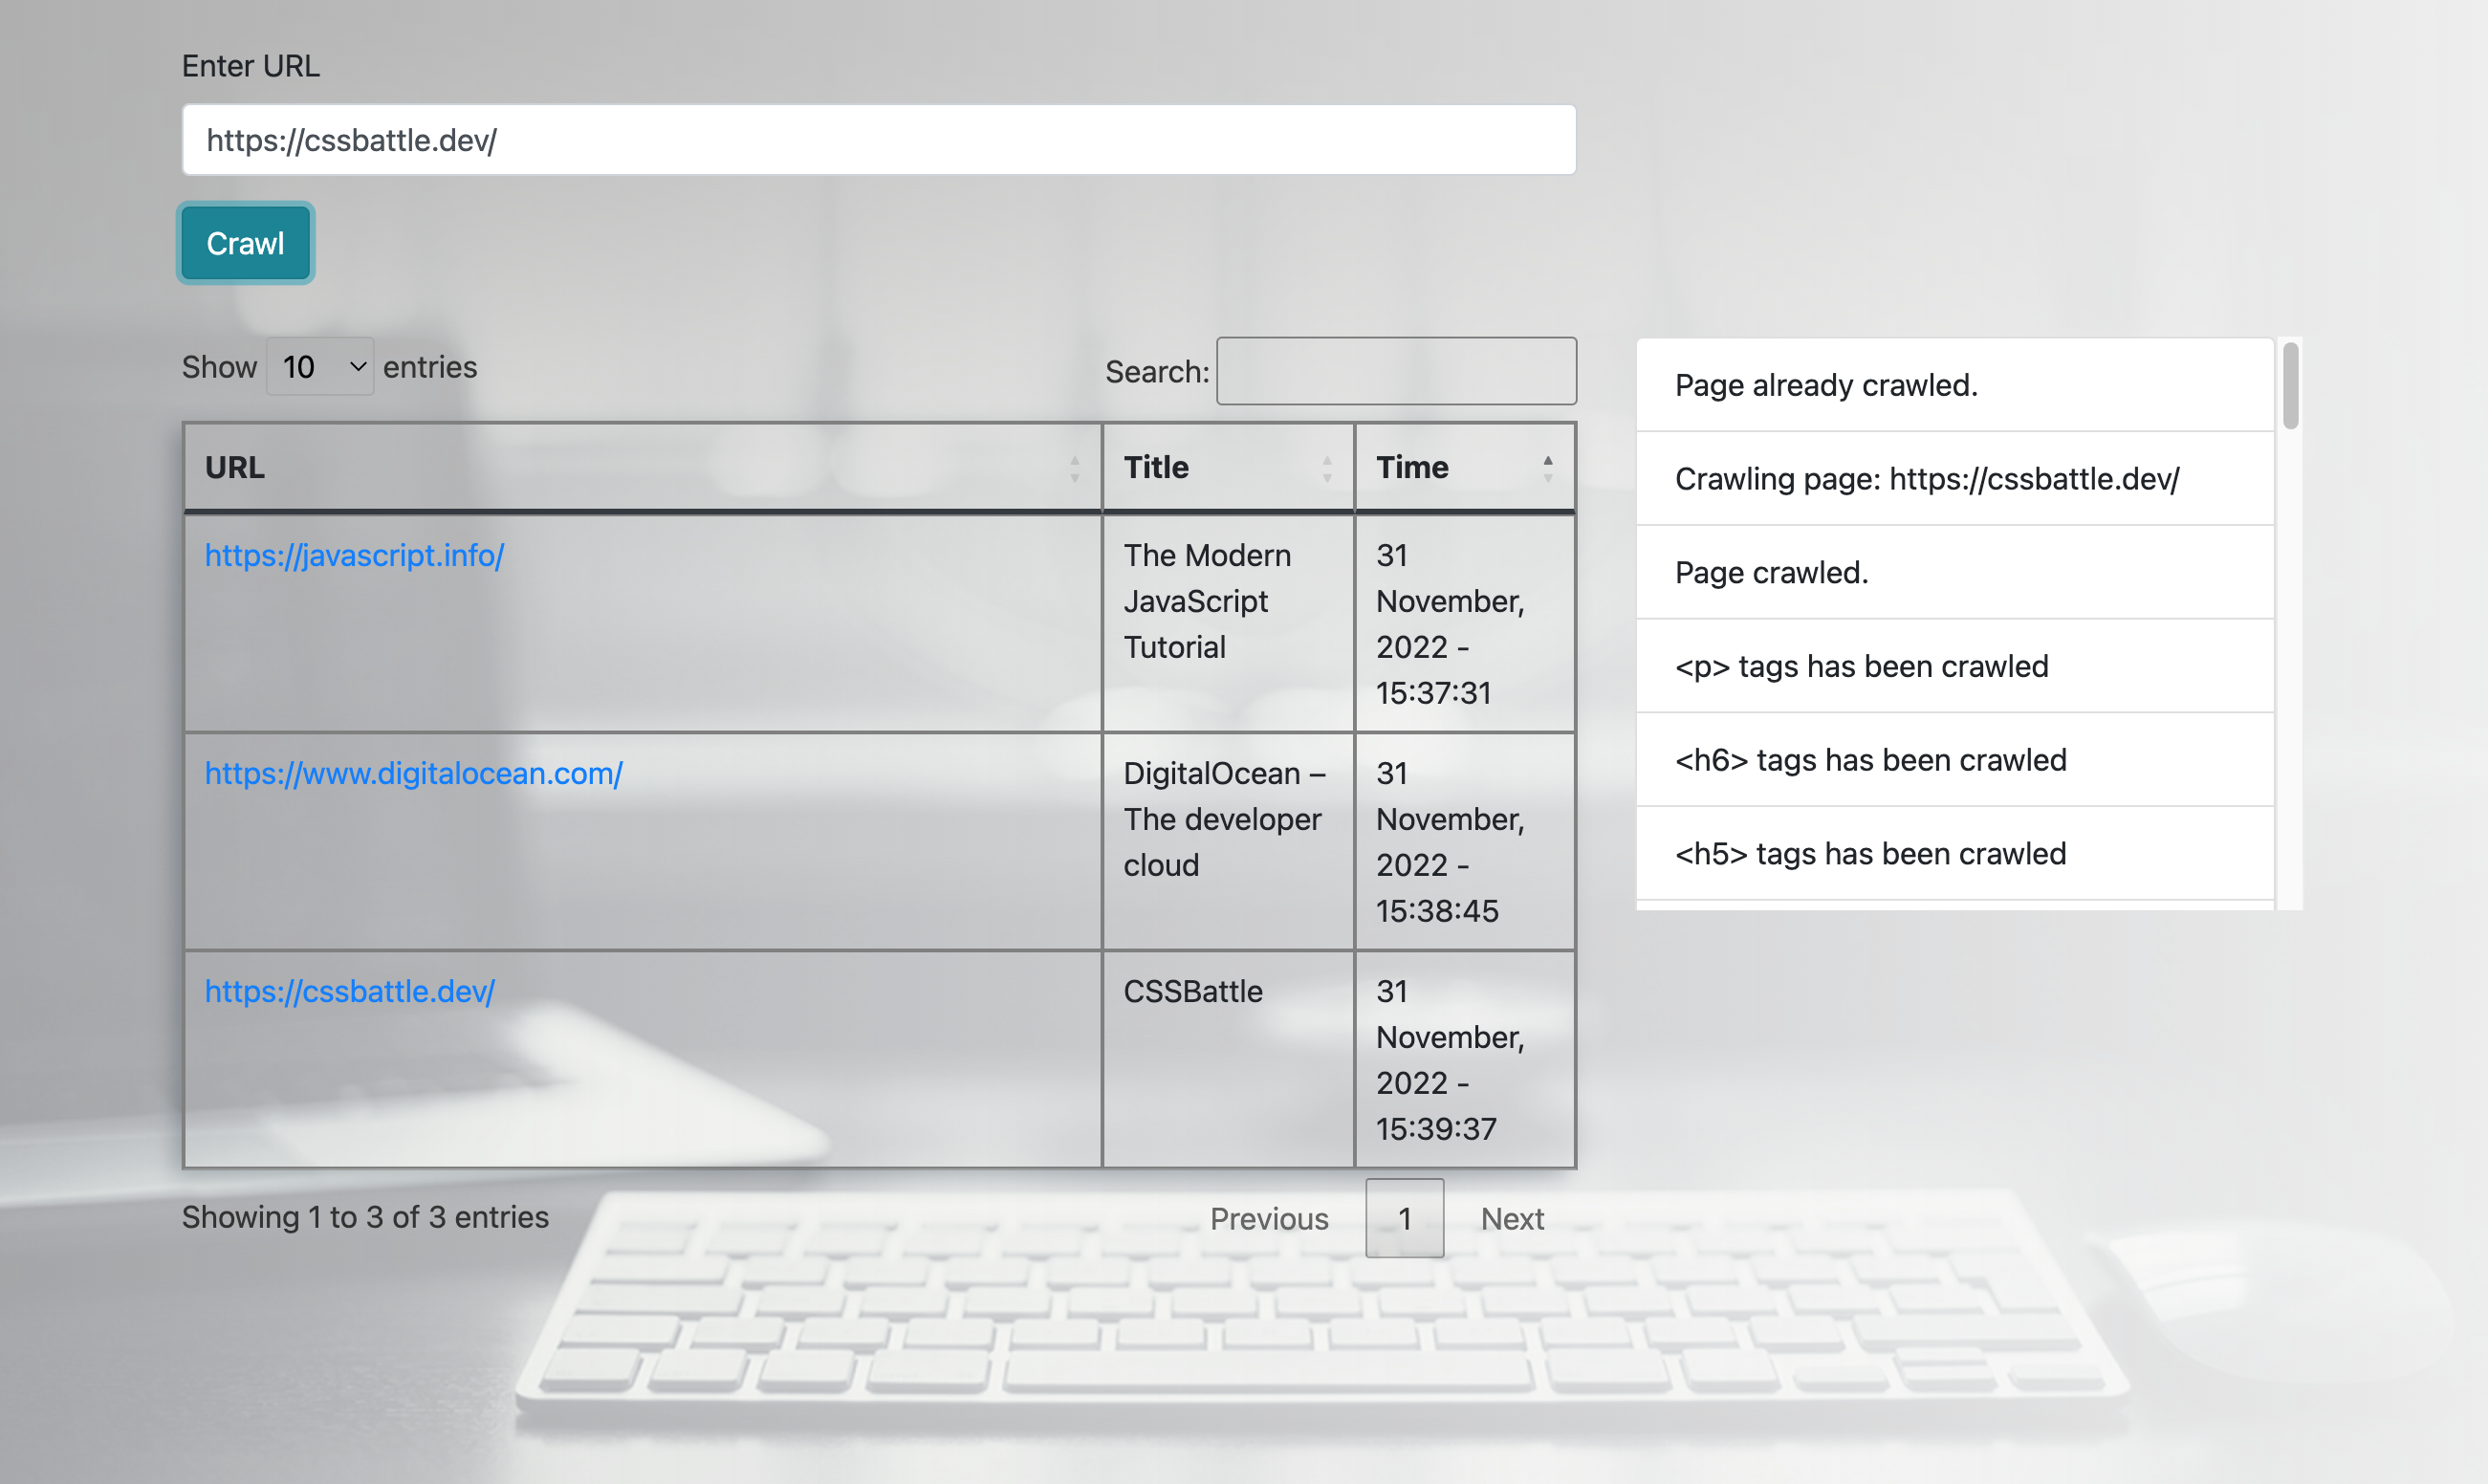 Enter URL
https://cssbattle.dev/
Crawl
Show 10 entries
Search:
URL Title Time
https://javascript.info/
The Modern
JavaScript
Tutorial
31
November,
2022 -
15:37:31
https://www.digitalocean.com/
DigitalOcean –
The developer
cloud
31
November,
2022 -
15:38:45
https://cssbattle.dev/
CSSBattle
31
November,
2022 -
15:39:37
Showing 1 to 3 of 3 entries
Previous 1 Next
Page already crawled.
Crawling page: https://cssbattle.dev/
Page crawled.
<p> tags has been crawled
<h6> tags has been crawled
<h5> tags has been crawled